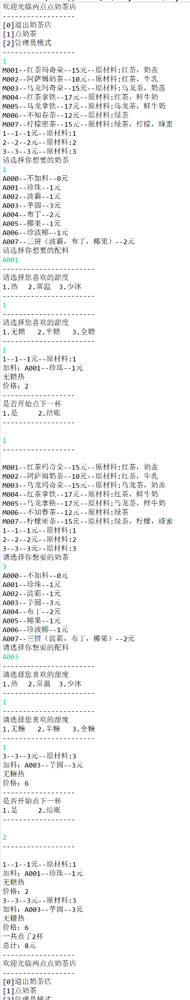 欢迎光临两点点奶茶店
------------------
[0]退出奶茶店
[1]点奶茶
[2]管理员模式
------------------
1
M001--红茶玛奇朵--15元--原材料:红茶，奶盖
M002--阿萨姆奶茶--10元--原材料:红茶，牛乳
M003--乌龙玛奇朵--15元--原材料:乌龙茶，奶盖
M004--红茶拿铁--17元--原材料:红茶，鲜牛奶
M005--乌龙拿铁--17元--原材料:乌龙茶，鲜牛奶
M006--不知春茶--12元--原材料:绿茶
M007--柠檬密茶--15元--原材料:绿茶，柠檬，蜂蜜
1--1--1元--原材料:1
2--2--2元--原材料:2
3--3--3元--原材料:3
请选择你想要的奶茶
1
A000--不加料--0元
A001--珍珠--1元
A002--波霸--1元
A003--芋圆--3元
A004--布丁--2元
A005--椰果--1元
A006--珍波椰--1元
A007--三拼（波霸，布丁，椰果）--2元
请选择你想要的配料
A001
-----------------------
请选择您喜欢的甜度
1.热  2.常温  3.少冰
-----------------------
1
-----------------------
请选择您喜欢的甜度
1.无糖   2.半糖   3.全糖
-----------------------
1
1--1--1元--原材料:1
加料：A001--珍珠--1元
无糖热
价格：2
------------------
是否开始点下一杯
1.是     2.结账
------------------
1
------------------
M001--红茶玛奇朵--15元--原材料:红茶，奶盖
M002--阿萨姆奶茶--10元--原材料:红茶，牛乳
M003--乌龙玛奇朵--15元--原材料:乌龙茶，奶盖
M004--红茶拿铁--17元--原材料:红茶，鲜牛奶
M005--乌龙拿铁--17元--原材料:乌龙茶，鲜牛奶
M006--不知春茶--12元--原材料:绿茶
M007--柠檬密茶--15元--原材料:绿茶，柠檬，蜂蜜
1--1--1元--原材料:1
2--2--2元--原材料:2
3--3--3元--原材料:3
请选择你想要的奶茶
3
A000--不加料--0元
A001--珍珠--1元
A002--波霸--1元
A003--芋圆--3元
A004--布丁--2元
A005--椰果--1元
A006--珍波椰--1元
A007--三拼（波霸，布丁，椰果）--2元
请选择你想要的配料
A003
-----------------------
请选择您喜欢的甜度
1.热  2.常温  3.少冰
-----------------------
1
-----------------------
请选择您喜欢的甜度
1.无糖   2.半糖   3.全糖
-----------------------
1
3--3--3元--原材料:3
加料：A003--芋圆--3元
无糖热
价格：6
------------------
是否开始点下一杯
1.是     2.结账
------------------
2
------------------
1--1--1元--原材料:1
加料：A001--珍珠--1元
无糖热
价格：2
3--3--3元--原材料:3
加料：A003--芋圆--3元
无糖热
价格：6
一共点了2杯
总计：8元
------------------
欢迎光临两点点奶茶店
------------------
[0]退出奶茶店
[1]点奶茶
[2]管理员模式